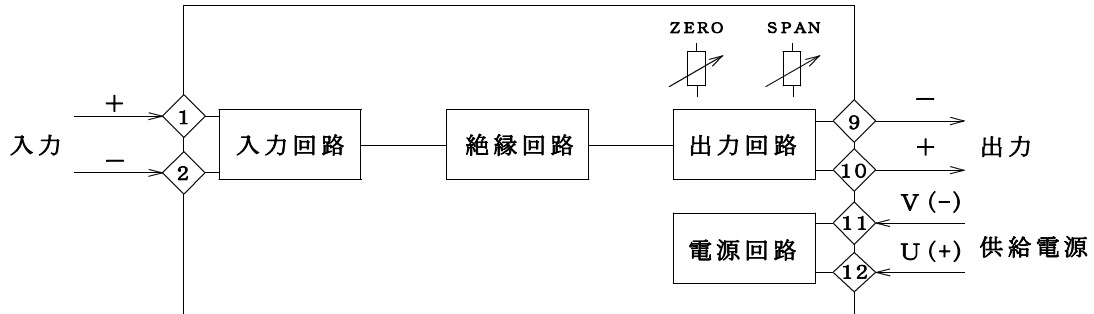 ZERO SPAN
入力
+
1
−
2
入力回路
絶縁回路
出力回路
9
−
10
+
出力
電源回路
11
V(-)
12
U(+)
供給電源